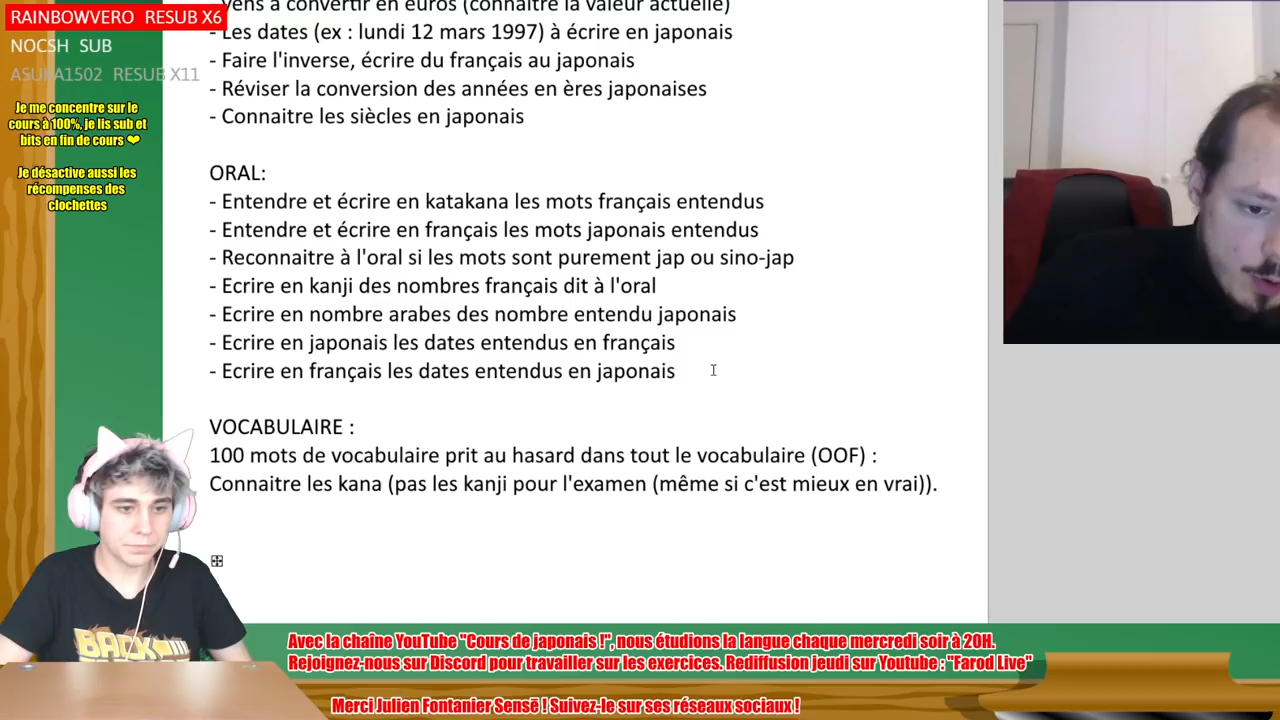 RAINBOWVERO RESUB X6
NOCSH SUB
ASUKA1502 RESUB X11
Je me concentre sur le
cours à 100%, je lis sub et
bits en fin de cours ❤
Je désactive aussi les
récompenses des
clochettes
- Yens à convertir en euros (connaitre la valeur actuelle)
- Les dates (ex : lundi 12 mars 1997) à écrire en japonais
- Faire l'inverse, écrire du français au japonais
- Réviser la conversion des années en ères japonaises
- Connaitre les siècles en japonais
ORAL:
- Entendre et écrire en katakana les mots français entendus
- Entendre et écrire en français les mots japonais entendus
- Reconnaitre à l'oral si les mots sont purement jap ou sino-jap
- Ecrire en kanji des nombres français dit à l'oral
- Ecrire en nombre arabes des nombre entendu japonais
- Ecrire en japonais les dates entendus en français
- Ecrire en français les dates entendus en japonais
VOCABULAIRE :
100 mots de vocabulaire prit au hasard dans tout le vocabulaire (OOF) :
Connaitre les kana (pas les kanji pour l'examen (même si c'est mieux en vrai)).
Avec la chaîne YouTube "Cours de japonais !", nous étudions la langue chaque mercredi soir à 20H.
Rejoignez-nous sur Discord pour travailler sur les exercices. Rediffusion jeudi sur Youtube : "Farod Live"
Merci Julien Fontanier Sensē ! Suivez-le sur ses réseaux sociaux !